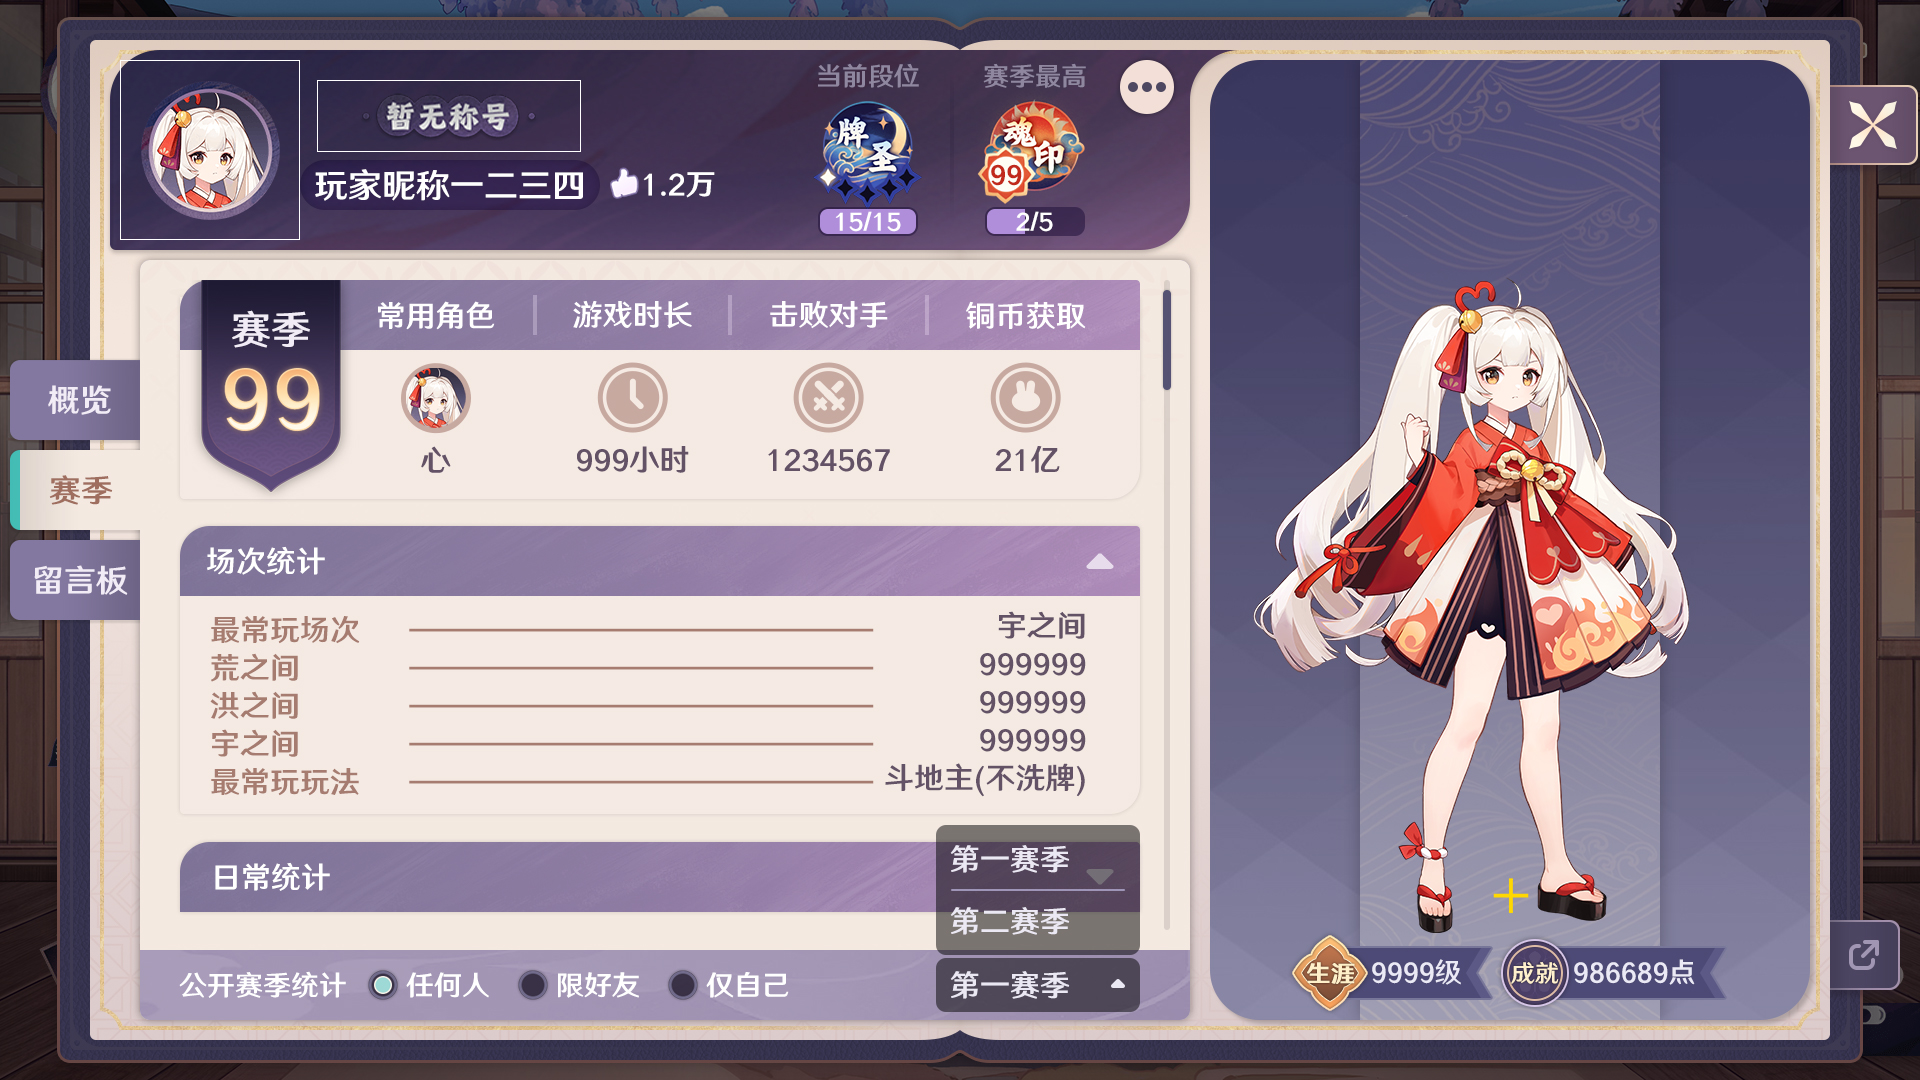 暂无称号
玩家昵称一二三四
1.2万
当前段位
牌圣
15/15
赛季最高
魂印
99
2/5
概览
赛季
留言板
赛季
99
常用角色
游戏时长
击败对手
铜币获取
心
999小时
1234567
21亿
场次统计
最常玩场次 宇之间
荒之间 999999
洪之间 999999
宇之间 999999
最常玩玩法 斗地主(不洗牌)
日常统计
第一赛季
第二赛季
公开赛季统计 任何人 限好友 仅自己
第一赛季
生涯 9999级
成就 986689点